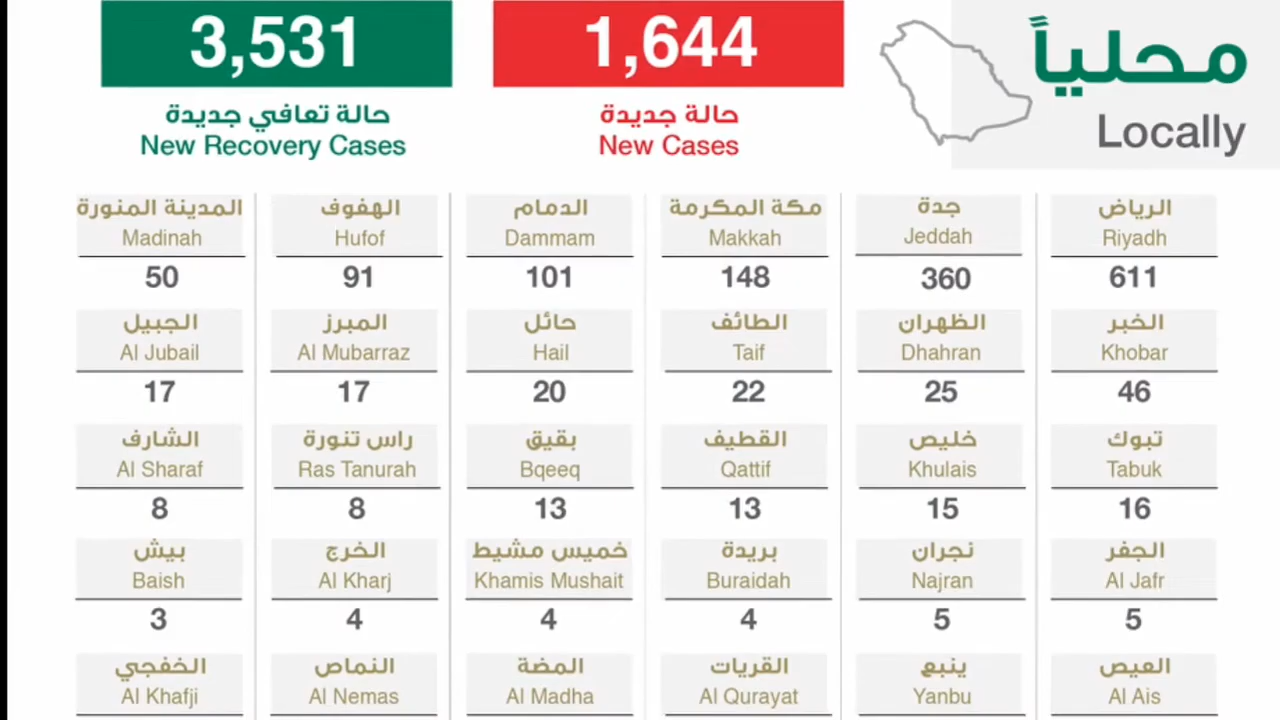 محلياً
Locally
1,644
حالة جديدة
New Cases
3,531
حالة تعافي جديدة
New Recovery Cases
الرياض
Riyadh
611
جدة
Jeddah
360
مكة المكرمة
Makkah
148
الدمام
Dammam
101
الهفوف
Hufof
91
المدينة المنورة
Madinah
50
الخبر
Khobar
46
الظهران
Dhahran
25
الطائف
Taif
22
حائل
Hail
20
المبرز
Al Mubarraz
17
الجبيل
Al Jubail
17
تبوك
Tabuk
16
خليص
Khulais
15
القطيف
Qattif
13
بقيق
Bqeeq
13
راس تنورة
Ras Tanurah
8
الشارف
Al Sharaf
8
الجفر
Al Jafr
5
نجران
Najran
5
بريدة
Buraidah
4
خميس مشيط
Khamis Mushait
4
الخرج
Al Kharj
4
بيش
Baish
3
العيص
Al Ais
ينبع
Yanbu
القريات
Al Qurayat
المضة
Al Madha
النماص
Al Nemas
الخفجي
Al Khafji